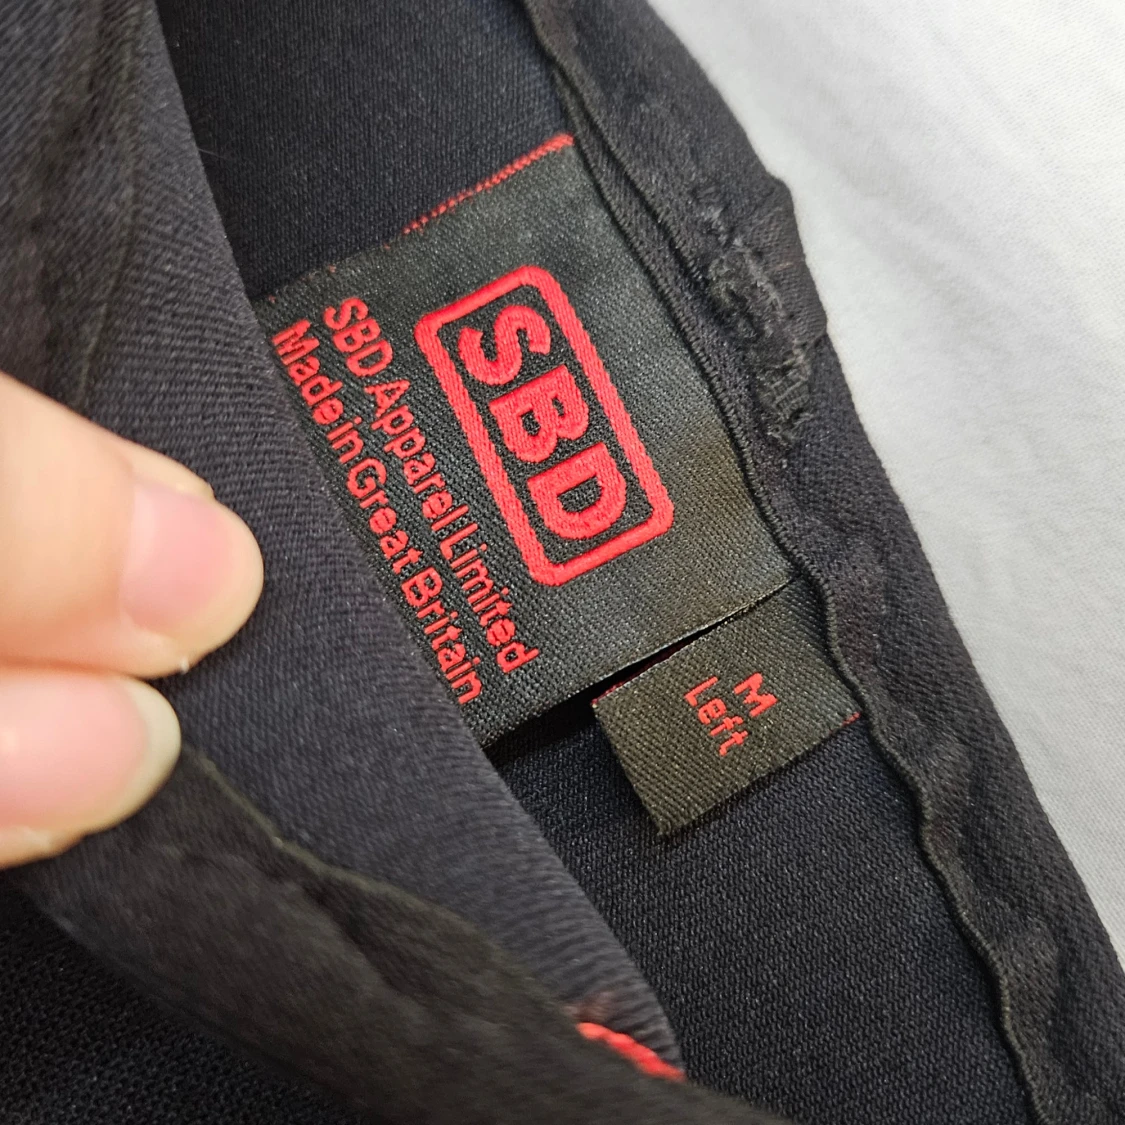 SBD
SBD Apparel Limited
Made in Great Britain
M
Left